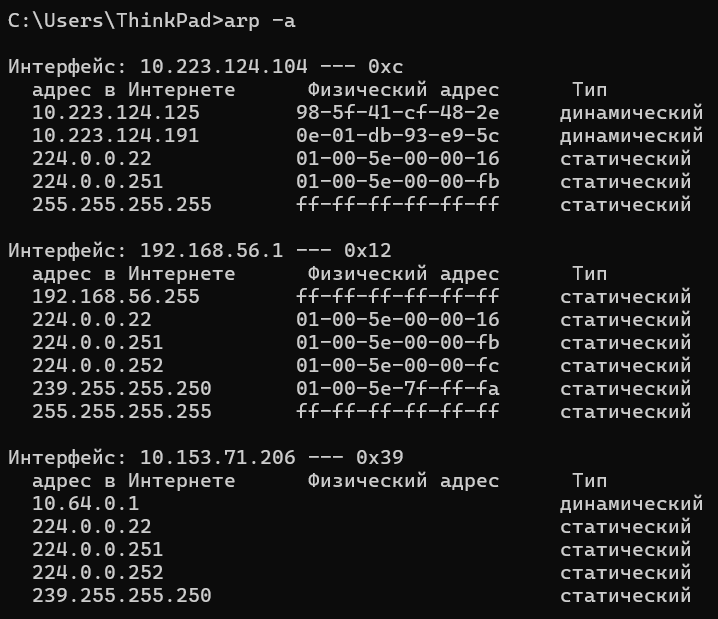 C:\Users\ThinkPad>arp -a
Интерфейс: 10.223.124.104 --- 0xc
адрес в Интернете Физический адрес Тип
10.223.124.125 98-5f-41-cf-48-2e динамический
10.223.124.191 0e-01-db-93-e9-5c динамический
224.0.0.22 01-00-5e-00-00-16 статический
224.0.0.251 01-00-5e-00-00-fb статический
255.255.255.255 ff-ff-ff-ff-ff-ff статический
Интерфейс: 192.168.56.1 --- 0x12
адрес в Интернете Физический адрес Тип
192.168.56.255 ff-ff-ff-ff-ff-ff статический
224.0.0.22 01-00-5e-00-00-16 статический
224.0.0.251 01-00-5e-00-00-fb статический
224.0.0.252 01-00-5e-00-00-fc статический
239.255.255.250 01-00-5e-7f-ff-fa статический
255.255.255.255 ff-ff-ff-ff-ff-ff статический
Интерфейс: 10.153.71.206 --- 0x39
адрес в Интернете Физический адрес Тип
10.64.0.1 динамический
224.0.0.22 статический
224.0.0.251 статический
224.0.0.252 статический
239.255.255.250 статический